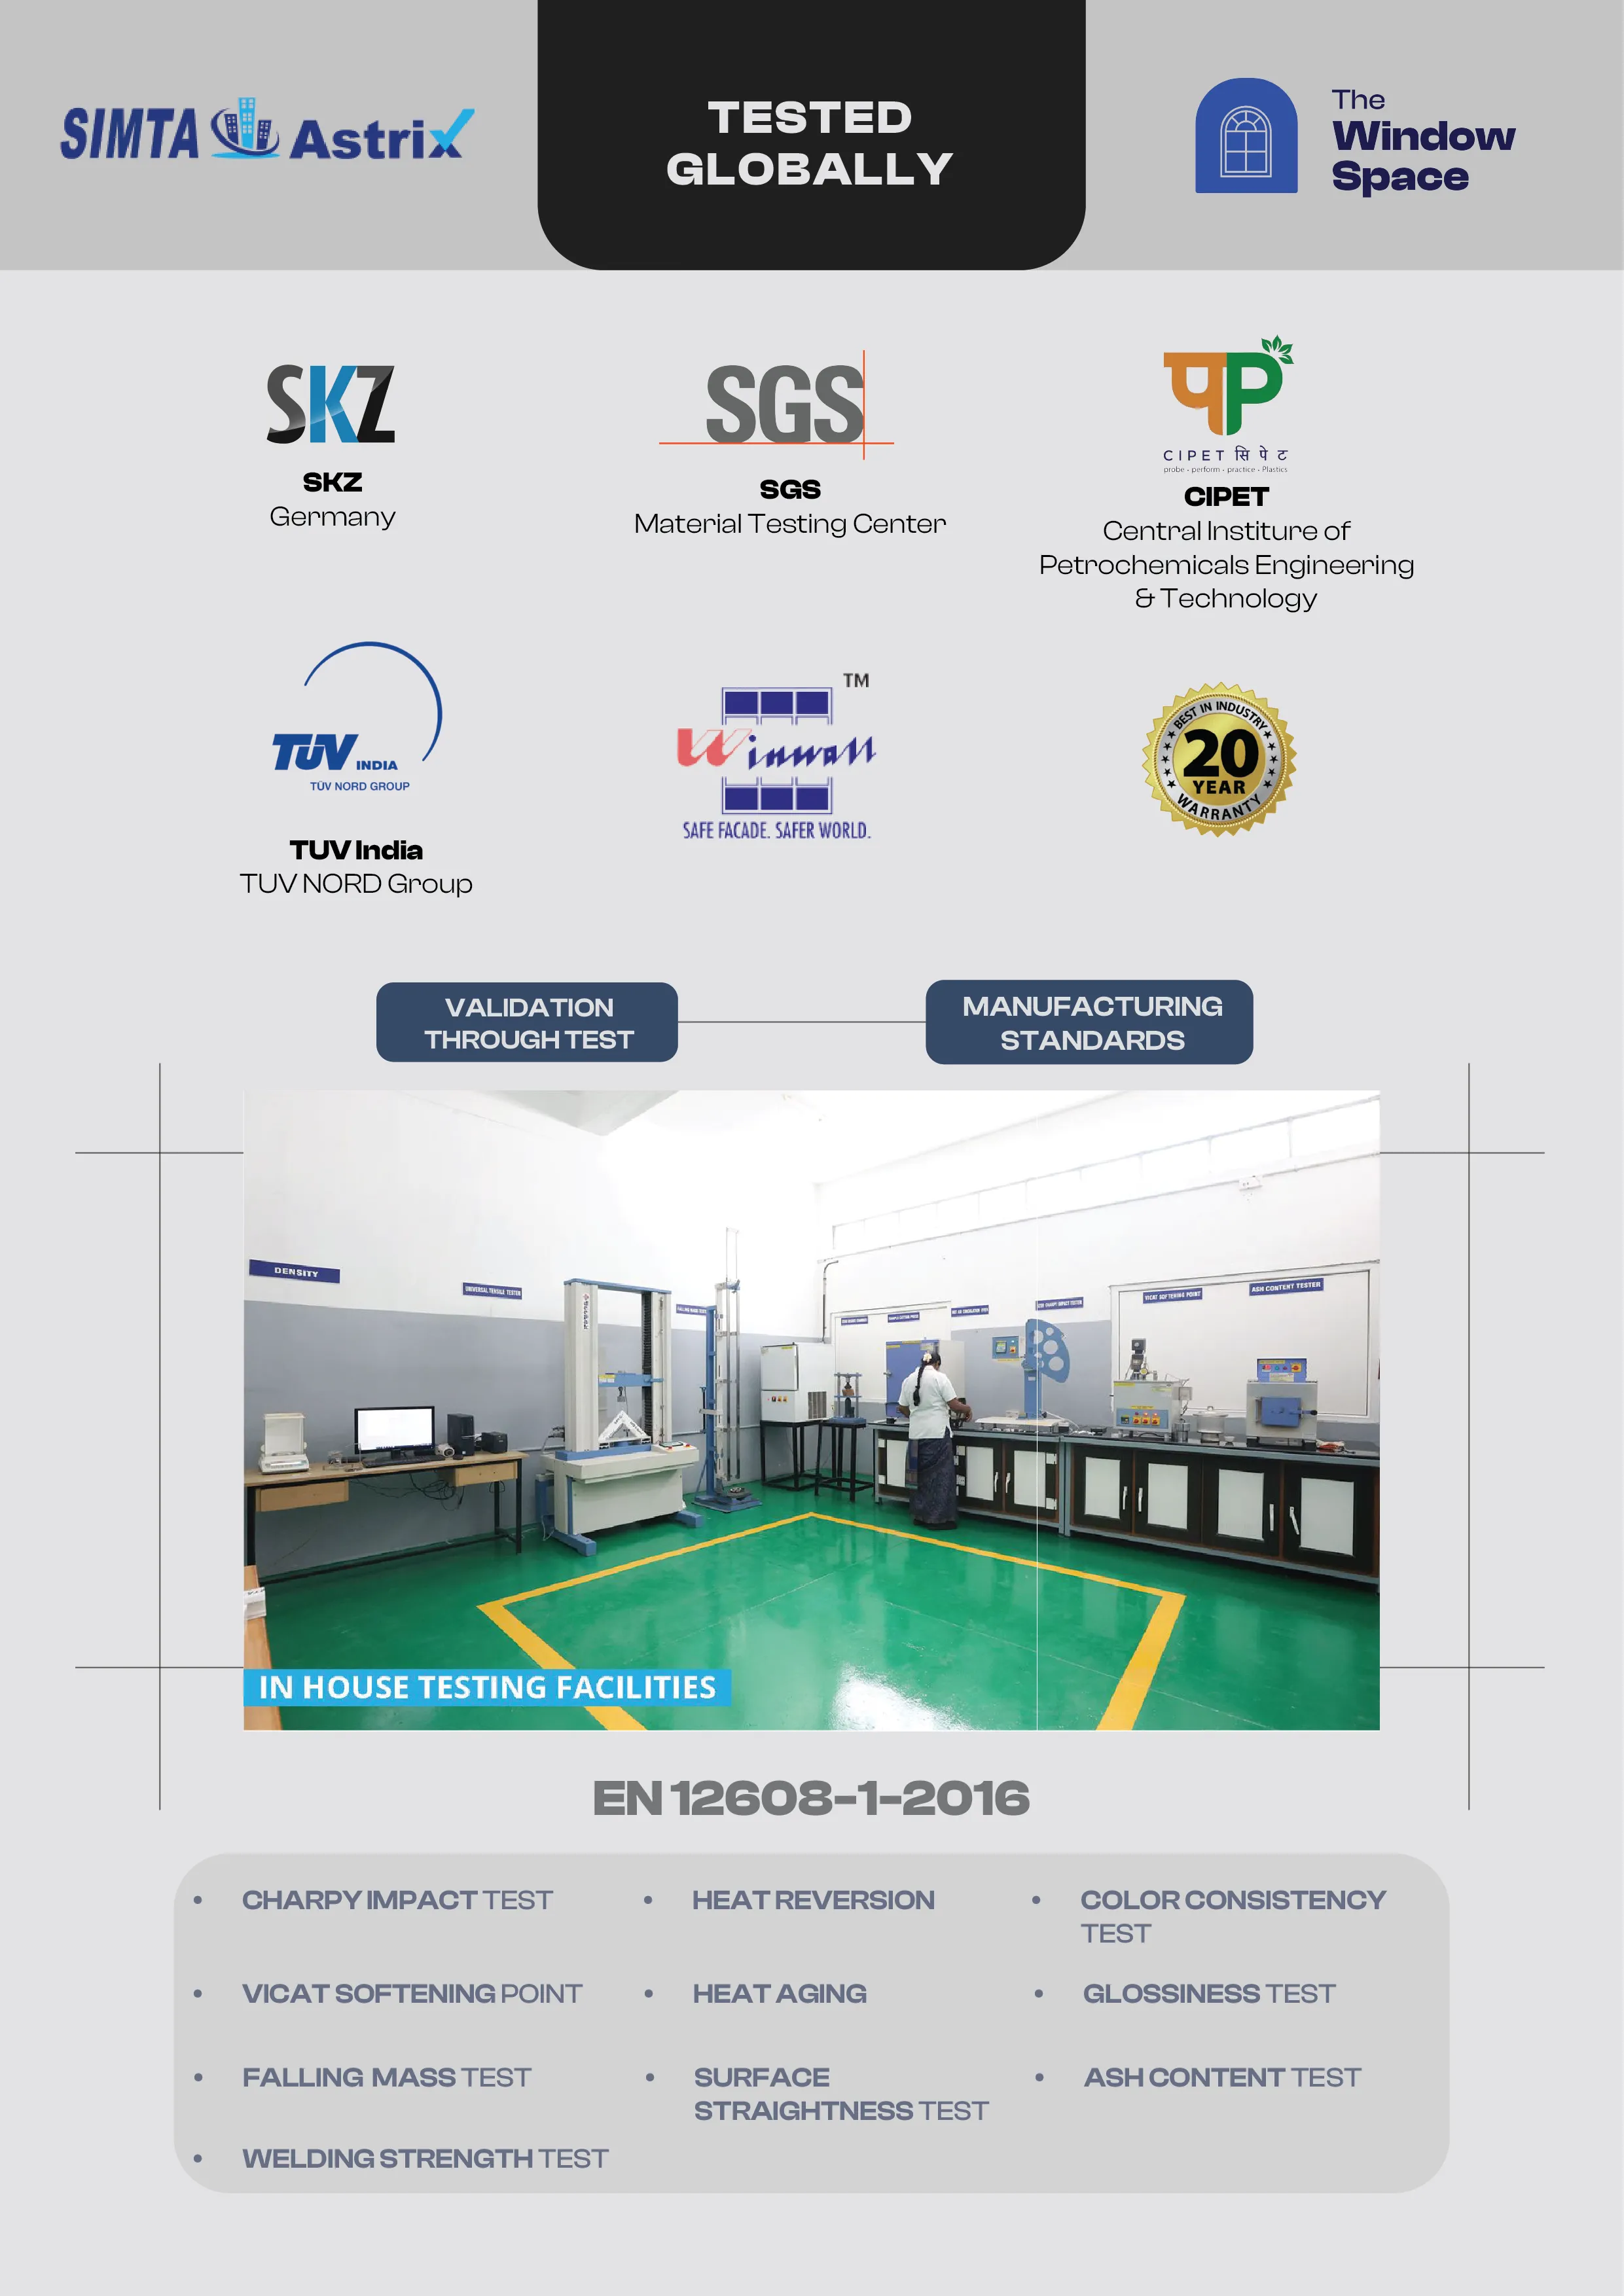 SIMTA Astrix
TESTED
GLOBALLY
The
Window
Space
SKZ
SKZ
Germany
SGS
SGS
Material Testing Center
पP
CIPET सिपेट
probe - perform - practice - Plastics
CIPET
Central Institure of
Petrochemicals Engineering
& Technology
TÜV INDIA
TÜV NORD GROUP
TUV India
TUV NORD Group
TM
Winwall
SAFE FACADE. SAFER WORLD.
BEST IN INDUSTRY
20
YEAR
WARRANTY
VALIDATION
THROUGH TEST
MANUFACTURING
STANDARDS
DENSITY
UNIVERSAL TENSILE TESTER
VICAT SOFTENING POINT
ASH CONTENT TESTER
IN HOUSE TESTING FACILITIES
EN 12608-1-2016
• CHARPY IMPACT TEST
• HEAT REVERSION
• COLOR CONSISTENCY
TEST
• VICAT SOFTENING POINT
• HEAT AGING
• GLOSSINESS TEST
• FALLING MASS TEST
• SURFACE
STRAIGHTNESS TEST
• ASH CONTENT TEST
• WELDING STRENGTH TEST